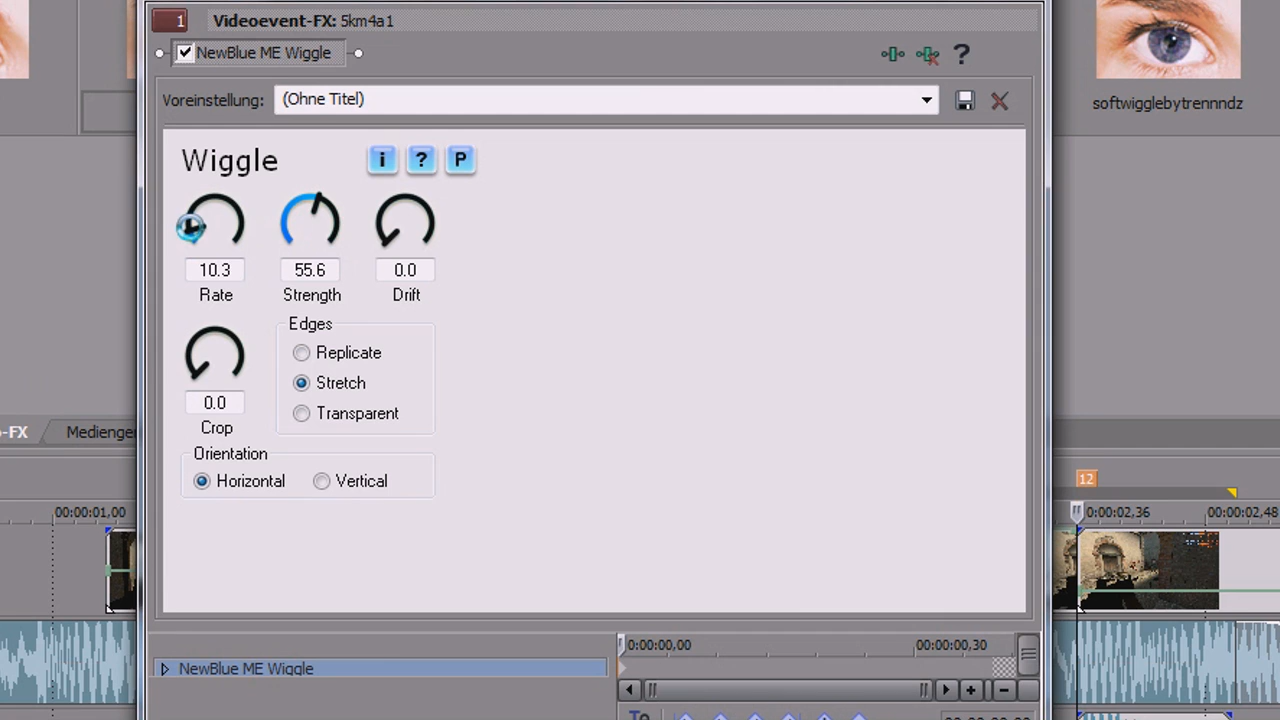 1 Videoevent-FX: 5km4a1
NewBlue ME Wiggle ?
softwigglebytrennndz
Voreinstellung: (Ohne Titel)
Wiggle i ? P
10.3 55.6 0.0
Rate Strength Drift
Edges
Replicate
0.0 Stretch
Crop Transparent
-FX Mediengen
Orientation
Horizontal Vertical
12
00:00:01,00 0:00:02,36 00:00:02,48
0:00:00,00 00:00:00,30
NewBlue ME Wiggle